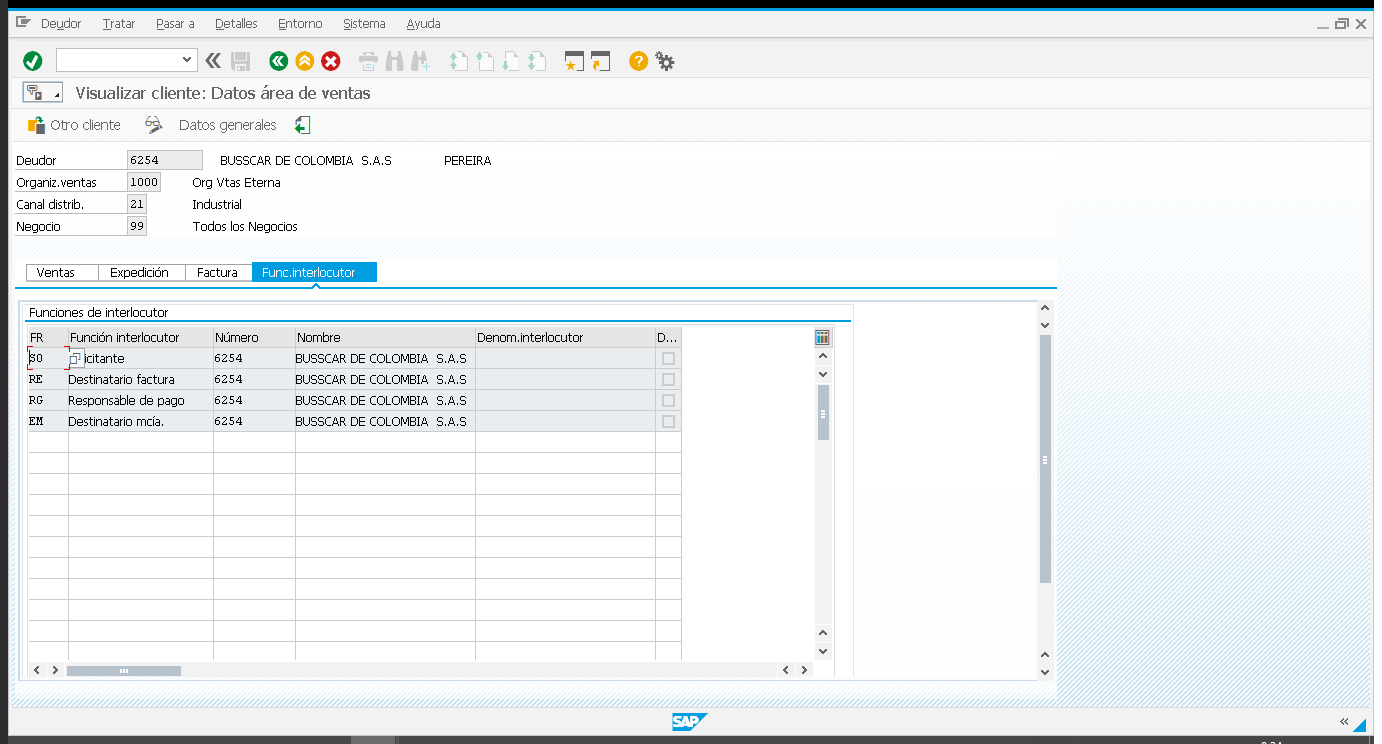 Deudor Tratar Pasar a Detalles Entorno Sistema Ayuda
Visualizar cliente: Datos área de ventas
Otro cliente Datos generales
Deudor 6254 BUSSCAR DE COLOMBIA S.A.S PEREIRA
Organiz.ventas 1000 Org Vtas Eterna
Canal distrib. 21 Industrial
Negocio 99 Todos los Negocios
Ventas Expedición Factura Func.interlocutor
Funciones de interlocutor
FR Función interlocutor Número Nombre Denom.interlocutor D...
SO icitante 6254 BUSSCAR DE COLOMBIA S.A.S
RE Destinatario factura 6254 BUSSCAR DE COLOMBIA S.A.S
RG Responsable de pago 6254 BUSSCAR DE COLOMBIA S.A.S
EM Destinatario mcía. 6254 BUSSCAR DE COLOMBIA S.A.S
SAP